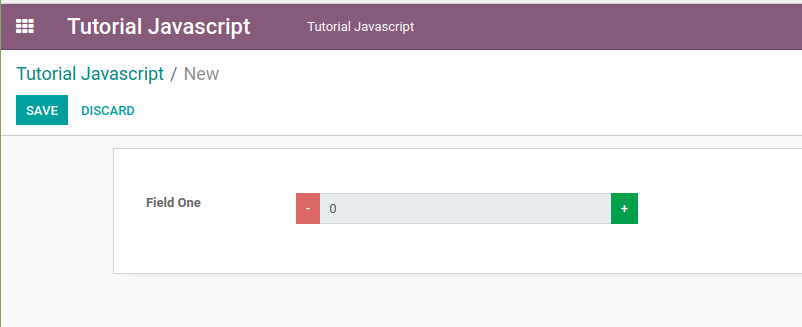 Tutorial Javascript Tutorial Javascript
Tutorial Javascript / New
SAVE DISCARD
Field One - 0 +